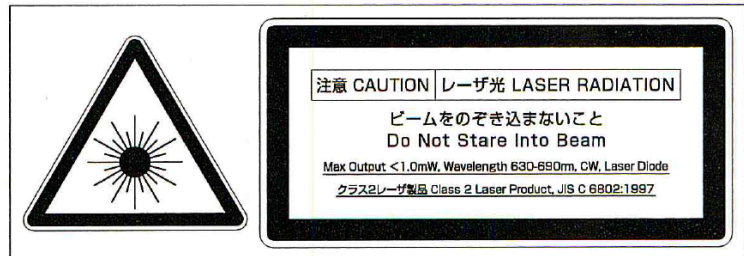 注意 CAUTION レーザ光 LASER RADIATION
ビームをのぞき込まないこと
Do Not Stare Into Beam
Max Output <1.0mW, Wavelength 630-690nm, CW, Laser Diode
クラス2レーザ製品 Class 2 Laser Product, JIS C 6802:1997